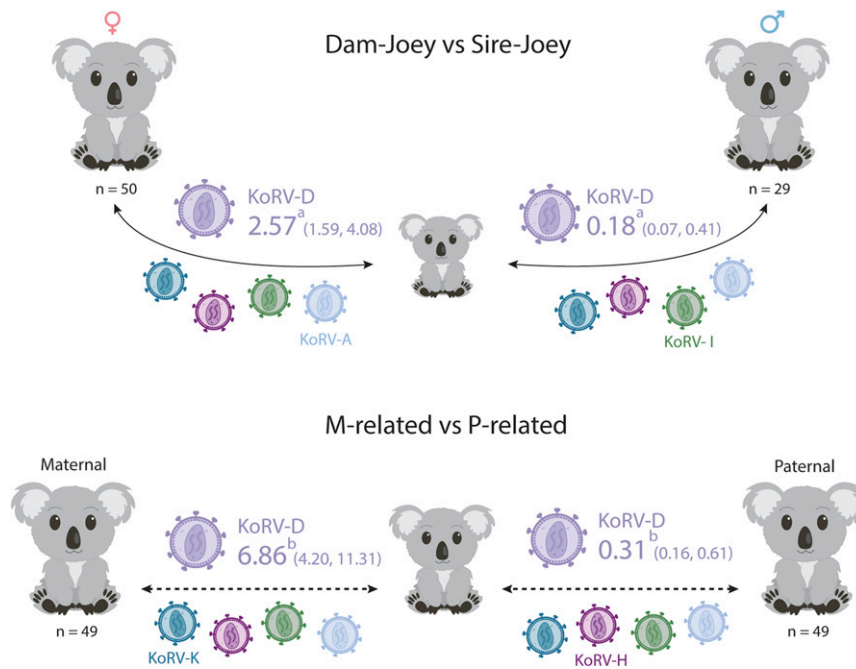 ♀
♂
Dam-Joey vs Sire-Joey
n = 50
n = 29
KoRV-D
2.57a (1.59, 4.08)
KoRV-D
0.18a (0.07, 0.41)
KoRV-A
KoRV- I
M-related vs P-related
Maternal
Paternal
KoRV-D
6.86b (4.20, 11.31)
KoRV-D
0.31b (0.16, 0.61)
n = 49
n = 49
KoRV-K
KoRV-H